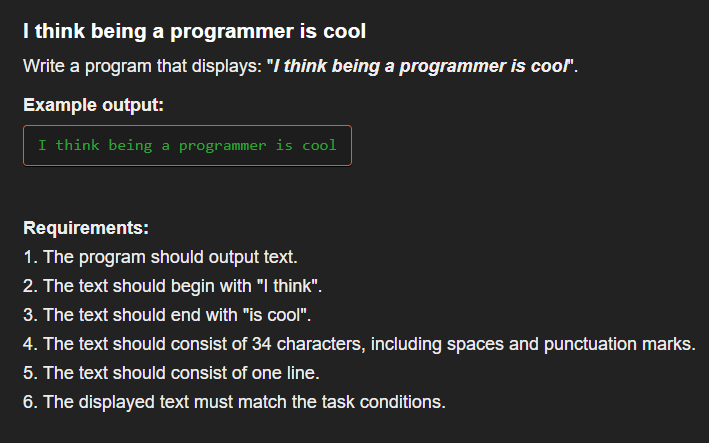 I think being a programmer is cool
Write a program that displays: "I think being a programmer is cool".
Example output:
I think being a programmer is cool
Requirements:
1. The program should output text.
2. The text should begin with "I think".
3. The text should end with "is cool".
4. The text should consist of 34 characters, including spaces and punctuation marks.
5. The text should consist of one line.
6. The displayed text must match the task conditions.